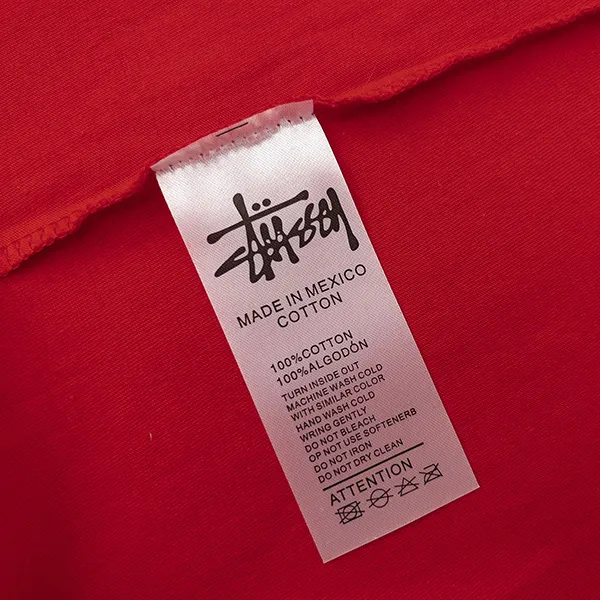 Stüssy
MADE IN MEXICO
COTTON
100%COTTON
100%ALGODÓN
TURN INSIDE OUT
MACHINE WASH COLD
WITH SIMILAR COLOR
HAND WASH COLD
WRING GENTLY
DO NOT BLEACH
OP NOT USE SOFTENERB
DO NOT IRON
DO NOT DRY CLEAN
ATTENTION